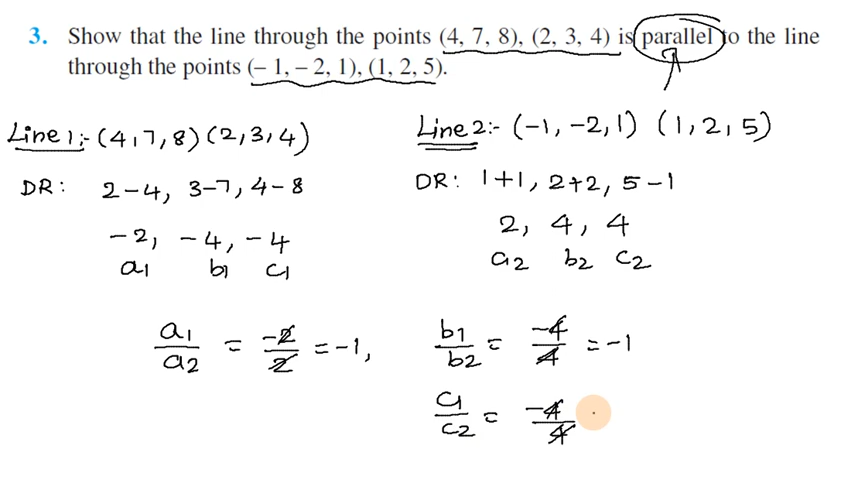 3. Show that the line through the points (4, 7, 8), (2, 3, 4) is parallel to the line
through the points (– 1, – 2, 1), (1, 2, 5).
Line 1:- (4,7,8) (2,3,4)
DR: 2-4, 3-7, 4-8
-2, -4, -4
a1 b1 c1
Line 2:- (-1, -2, 1) (1, 2, 5)
DR: 1+1, 2+2, 5-1
2, 4, 4
a2 b2 c2
a1/a2 = -2/2 = -1, b1/b2 = -4/4 = -1
c1/c2 = -4/4